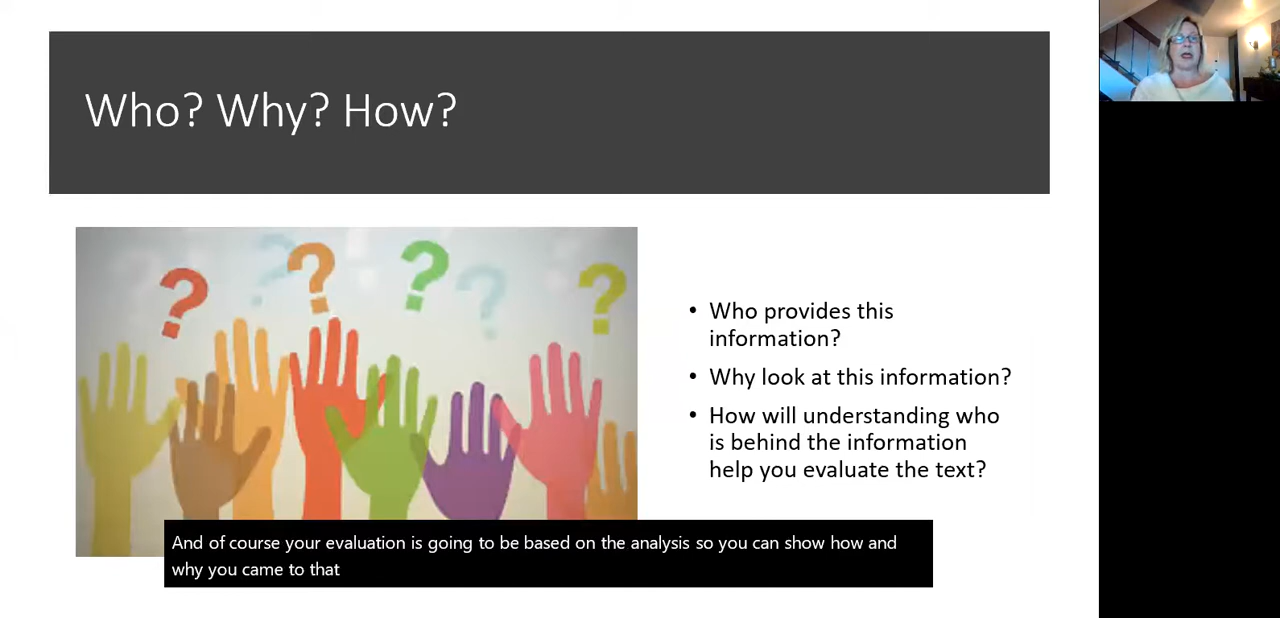 Who? Why? How?
• Who provides this
information?
• Why look at this information?
• How will understanding who
is behind the information
help you evaluate the text?
And of course your evaluation is going to be based on the analysis so you can show how and
why you came to that